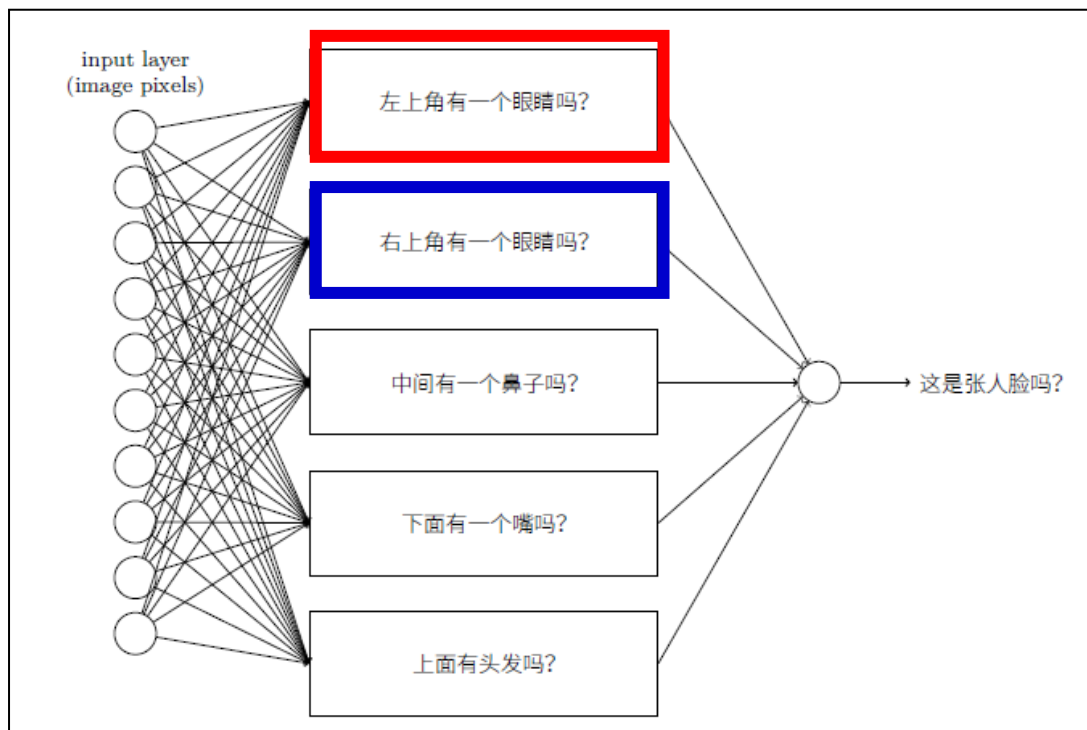 input layer
(image pixels)
左上角有一个眼睛吗？
右上角有一个眼睛吗？
中间有一个鼻子吗？
下面有一个嘴吗？
上面有头发吗？
这是张人脸吗？